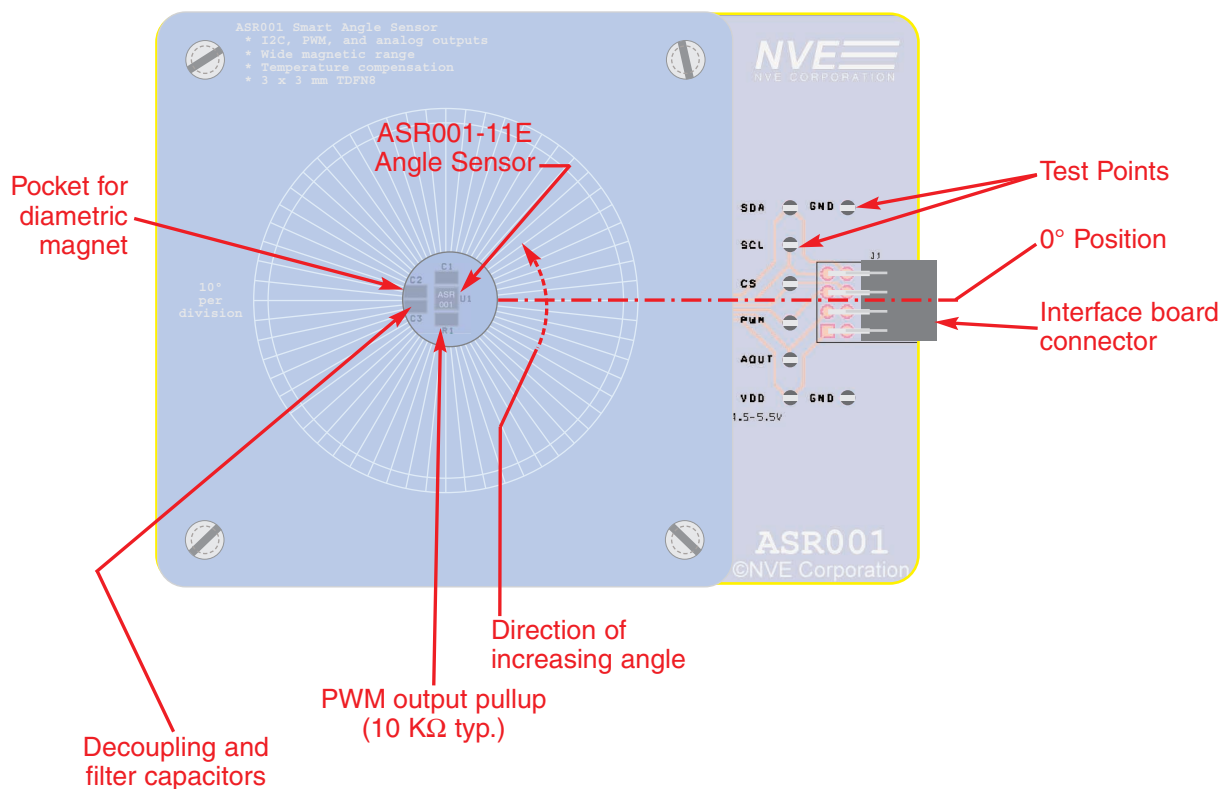 ASR001 Smart Angle Sensor
* I2C, PWM, and analog outputs
* Wide magnetic range
* Temperature compensation
* 3 x 3 mm TDFN8
NVE
NVE CORPORATION
ASR001-11E
Angle Sensor
Pocket for
diametric
magnet
Test Points
0° Position
Interface board
connector
SDA
GND
SCL
CS
PWM
AOUT
VDD
GND
4.5-5.5V
J1
10°
per
division
C1
C2
C3
ASR
001
U1
R1
ASR001
©NVE Corporation
Direction of
increasing angle
PWM output pullup
(10 KΩ typ.)
Decoupling and
filter capacitors